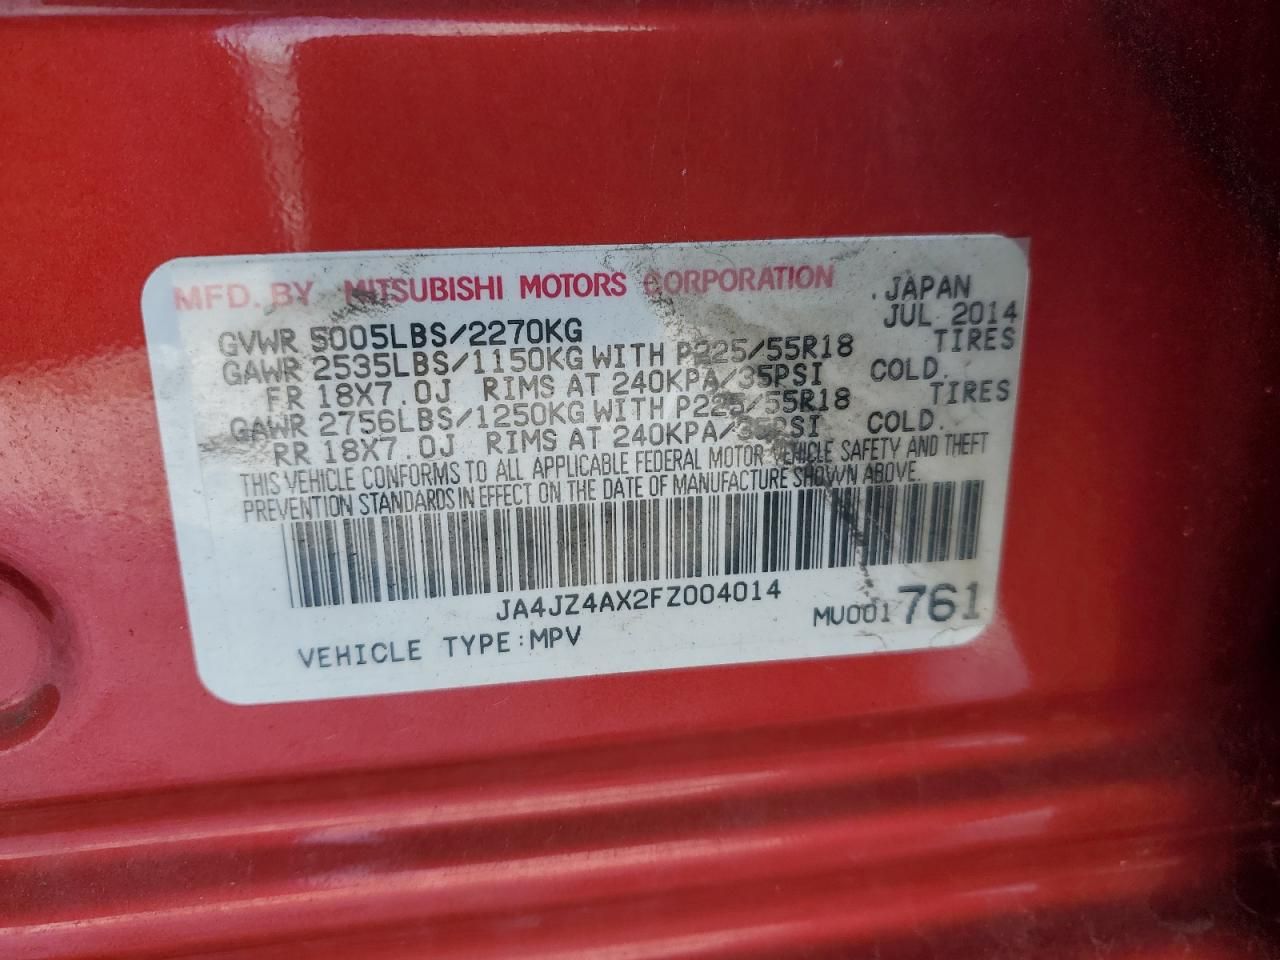 MFD. BY MITSUBISHI MOTORS CORPORATION . JAPAN
GVWR 5005LBS/2270KG JUL. 2014
GAWR 2535LBS/1150KG WITH P225/55R18 TIRES
FR 18X7.0J RIMS AT 240KPA/35PSI COLD.
GAWR 2756LBS/1250KG WITH P225/55R18 TIRES
RR 18X7.0J RIMS AT 240KPA/35PSI COLD.
THIS VEHICLE CONFORMS TO ALL APPLICABLE FEDERAL MOTOR VEHICLE SAFETY AND THEFT
PREVENTION STANDARDS IN EFFECT ON THE DATE OF MANUFACTURE SHOWN ABOVE.
JA4JZ4AX2FZ004014
VEHICLE TYPE:MPV MU001761